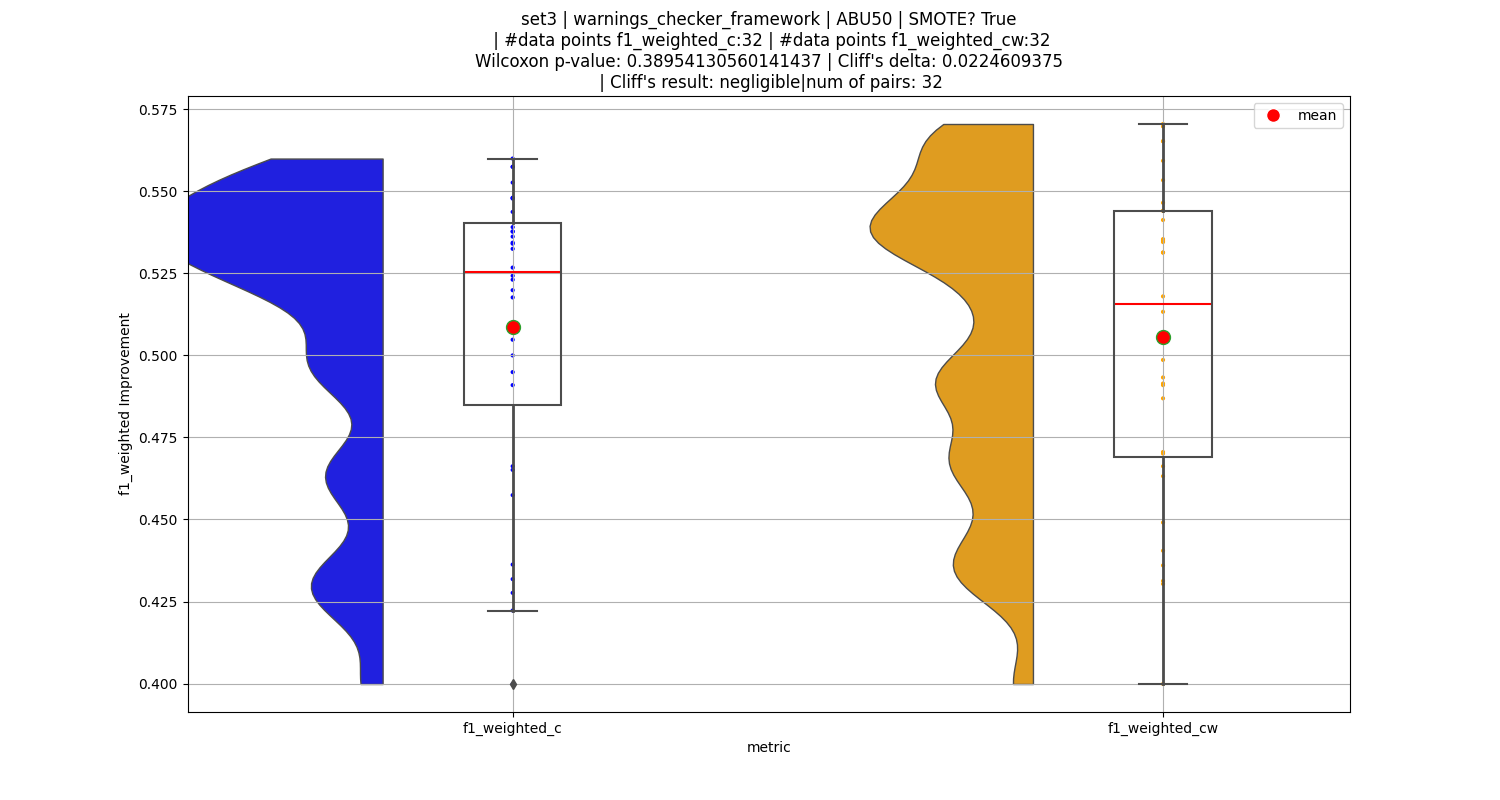 set3 | warnings_checker_framework | ABU50 | SMOTE? True
| #data points f1_weighted_c:32 | #data points f1_weighted_cw:32
Wilcoxon p-value: 0.38954130560141437 | Cliff's delta: 0.0224609375
| Cliff's result: negligible|num of pairs: 32
mean
f1_weighted Improvement
0.575
0.550
0.525
0.500
0.475
0.450
0.425
0.400
f1_weighted_c
f1_weighted_cw
metric